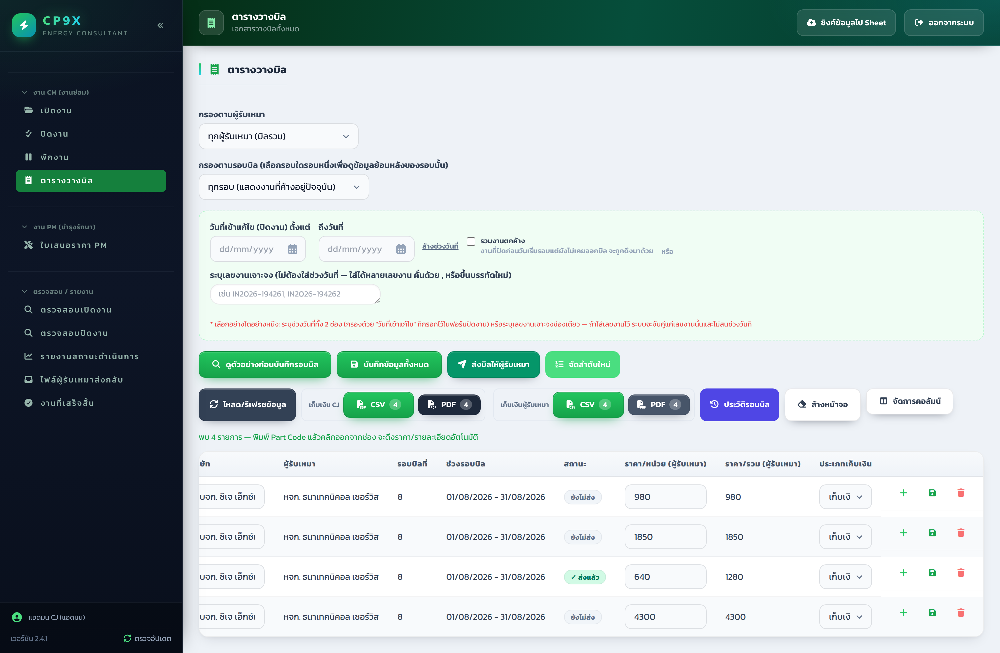 CP9X
ENERGY CONSULTANT
ตารางวางบิล
เอกสารวางบิลทั้งหมด
ซิงค์ข้อมูลไป Sheet
ออกจากระบบ
งาน CM (งานซ่อม)
เปิดงาน
ปิดงาน
พักงาน
ตารางวางบิล
งาน PM (บำรุงรักษา)
ใบเสนอราคา PM
ตรวจสอบ / รายงาน
ตรวจสอบเปิดงาน
ตรวจสอบปิดงาน
รายงานสถานะดำเนินการ
ไฟล์ผู้รับเหมาส่งกลับ
งานที่เสร็จสิ้น
แอดมิน CJ (แอดมิน)
เวอร์ชัน 2.4.1 ตรวจอัปเดต
ตารางวางบิล
กรองตามผู้รับเหมา
ทุกผู้รับเหมา (บิลรวม)
กรองตามรอบบิล (เลือกรอบใดรอบหนึ่งเพื่อดูข้อมูลย้อนหลังของรอบนั้น)
ทุกรอบ (แสดงงานที่ค้างอยู่ปัจจุบัน)
วันที่เข้าแก้ไข (ปิดงาน) ตั้งแต่ ถึงวันที่
dd/mm/yyyy dd/mm/yyyy ล้างช่วงวันที่ รวมงานตกค้าง
งานที่ปิดก่อนวันเริ่มรอบแต่ยังไม่เคยออกบิล จะถูกดึงมาด้วย หรือ
ระบุเลขงานเจาะจง (ไม่ต้องใส่ช่วงวันที่ — ใส่ได้หลายเลขงาน คั่นด้วย , หรือขึ้นบรรทัดใหม่)
เช่น IN2026-194261, IN2026-194262
* เลือกอย่างใดอย่างหนึ่ง: ระบุช่วงวันที่ทั้ง 2 ช่อง (กรองด้วย "วันที่เข้าแก้ไข" ที่กรอกไว้ในฟอร์มปิดงาน) หรือระบุเลขงานเจาะจงช่องเดียว — ถ้าใส่เลขงานไว้ ระบบจะจับคู่แค่เลขงานนั้นและไม่สนช่วงวันที่
ดูตัวอย่างก่อนบันทึกรอบบิล บันทึกข้อมูลทั้งหมด ส่งบิลให้ผู้รับเหมา จัดลำดับใหม่
โหลด/รีเฟรชข้อมูล เก็บเงิน CJ CSV 4 PDF 4 เก็บเงินผู้รับเหมา CSV 4 PDF 4 ประวัติรอบบิล ล้างหน้าจอ จัดการคอลัมน์
พบ 4 รายการ — พิมพ์ Part Code แล้วคลิกออกจากช่อง จะดึงราคา/รายละเอียดอัตโนมัติ
ษัท ผู้รับเหมา รอบบิลที่ ช่วงรอบบิล สถานะ ราคา/หน่วย (ผู้รับเหมา) ราคา/รวม (ผู้รับเหมา) ประเภทเก็บเงิน
บจก. ซีเจ เอ็กซ์เ หจก. ธนาเทคนิคอล เซอร์วิส 8 01/08/2026 - 31/08/2026 ยังไม่ส่ง 980 980 เก็บเงิ
บจก. ซีเจ เอ็กซ์เ หจก. ธนาเทคนิคอล เซอร์วิส 8 01/08/2026 - 31/08/2026 ยังไม่ส่ง 1850 1850 เก็บเงิ
บจก. ซีเจ เอ็กซ์เ หจก. ธนาเทคนิคอล เซอร์วิส 8 01/08/2026 - 31/08/2026 ✓ ส่งแล้ว 640 1280 เก็บเงิ
บจก. ซีเจ เอ็กซ์เ หจก. ธนาเทคนิคอล เซอร์วิส 8 01/08/2026 - 31/08/2026 ยังไม่ส่ง 4300 4300 เก็บเงิ